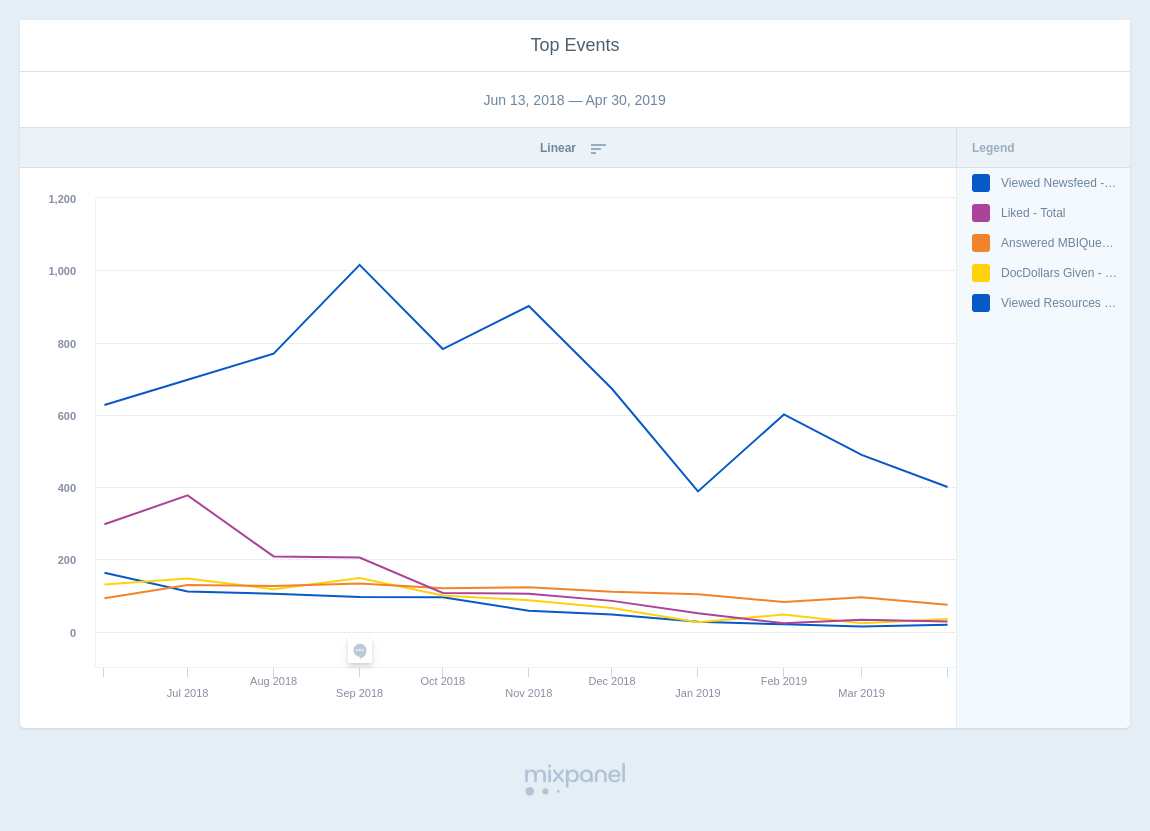 Top Events
Jun 13, 2018 — Apr 30, 2019
Linear
Legend
Viewed Newsfeed -...
Liked - Total
Answered MBIQue...
DocDollars Given - ...
Viewed Resources ...
1,200
1,000
800
600
400
200
0
Jul 2018
Aug 2018
Sep 2018
Oct 2018
Nov 2018
Dec 2018
Jan 2019
Feb 2019
Mar 2019
mixpanel